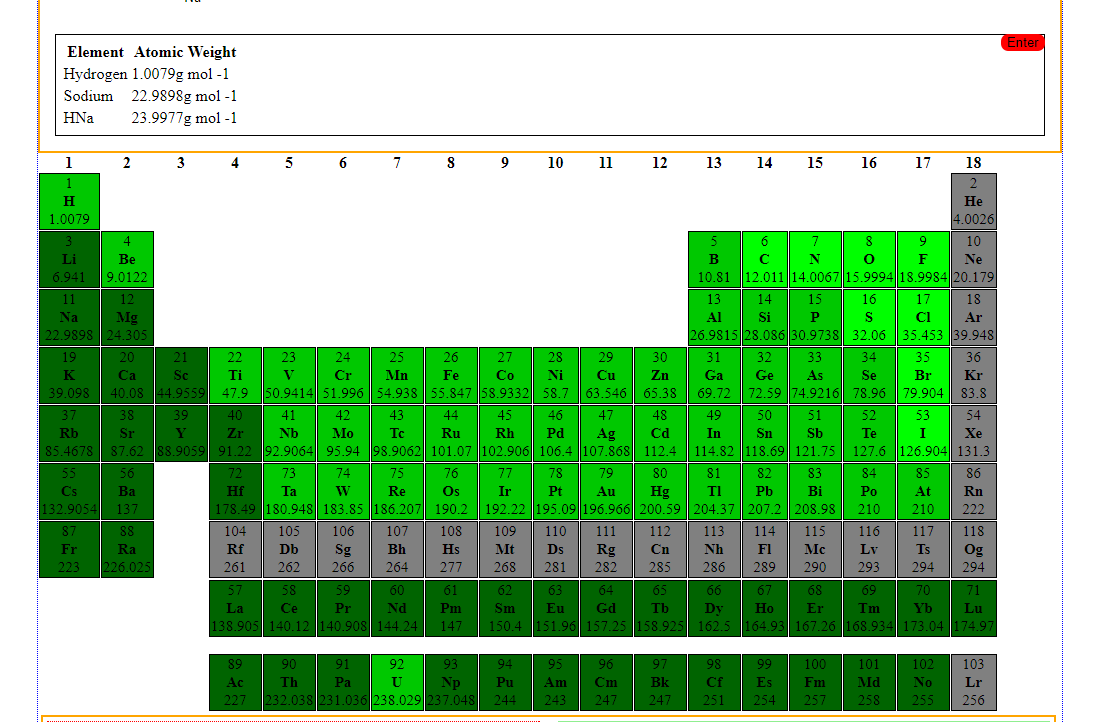 Enter
Element Atomic Weight
Hydrogen 1.0079g mol -1
Sodium 22.9898g mol -1
HNa 23.9977g mol -1
1 2 3 4 5 6 7 8 9 10 11 12 13 14 15 16 17 18
1 2
H He
1.0079 4.0026
3 4 5 6 7 8 9 10
Li Be B C N O F Ne
6.941 9.0122 10.81 12.011 14.0067 15.9994 18.9984 20.179
11 12 13 14 15 16 17 18
Na Mg Al Si P S Cl Ar
22.9898 24.305 26.9815 28.086 30.9738 32.06 35.453 39.948
19 20 21 22 23 24 25 26 27 28 29 30 31 32 33 34 35 36
K Ca Sc Ti V Cr Mn Fe Co Ni Cu Zn Ga Ge As Se Br Kr
39.098 40.08 44.9559 47.9 50.9414 51.996 54.938 55.847 58.9332 58.7 63.546 65.38 69.72 72.59 74.9216 78.96 79.904 83.8
37 38 39 40 41 42 43 44 45 46 47 48 49 50 51 52 53 54
Rb Sr Y Zr Nb Mo Tc Ru Rh Pd Ag Cd In Sn Sb Te I Xe
85.4678 87.62 88.9059 91.22 92.9064 95.94 98.9062 101.07 102.906 106.4 107.868 112.4 114.82 118.69 121.75 127.6 126.904 131.3
55 56 72 73 74 75 76 77 78 79 80 81 82 83 84 85 86
Cs Ba Hf Ta W Re Os Ir Pt Au Hg Tl Pb Bi Po At Rn
132.9054 137 178.49 180.948 183.85 186.207 190.2 192.22 195.09 196.966 200.59 204.37 207.2 208.98 210 210 222
87 88 104 105 106 107 108 109 110 111 112 113 114 115 116 117 118
Fr Ra Rf Db Sg Bh Hs Mt Ds Rg Cn Nh Fl Mc Lv Ts Og
223 226.025 261 262 266 264 277 268 281 282 285 286 289 290 293 294 294
57 58 59 60 61 62 63 64 65 66 67 68 69 70 71
La Ce Pr Nd Pm Sm Eu Gd Tb Dy Ho Er Tm Yb Lu
138.905 140.12 140.908 144.24 147 150.4 151.96 157.25 158.925 162.5 164.93 167.26 168.934 173.04 174.97
89 90 91 92 93 94 95 96 97 98 99 100 101 102 103
Ac Th Pa U Np Pu Am Cm Bk Cf Es Fm Md No Lr
227 232.038 231.036 238.029 237.048 244 243 247 247 251 254 257 258 255 256